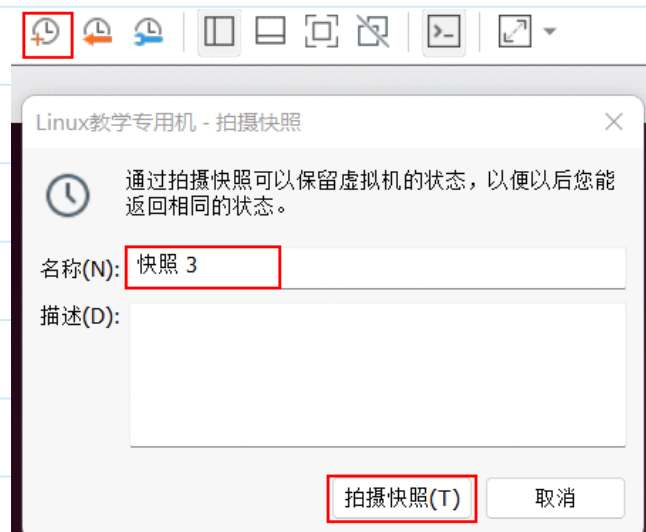 Linux教学专用机 - 拍摄快照
通过拍摄快照可以保留虚拟机的状态，以便以后您能
返回相同的状态。
名称(N): 快照 3
描述(D):
拍摄快照(T) 取消